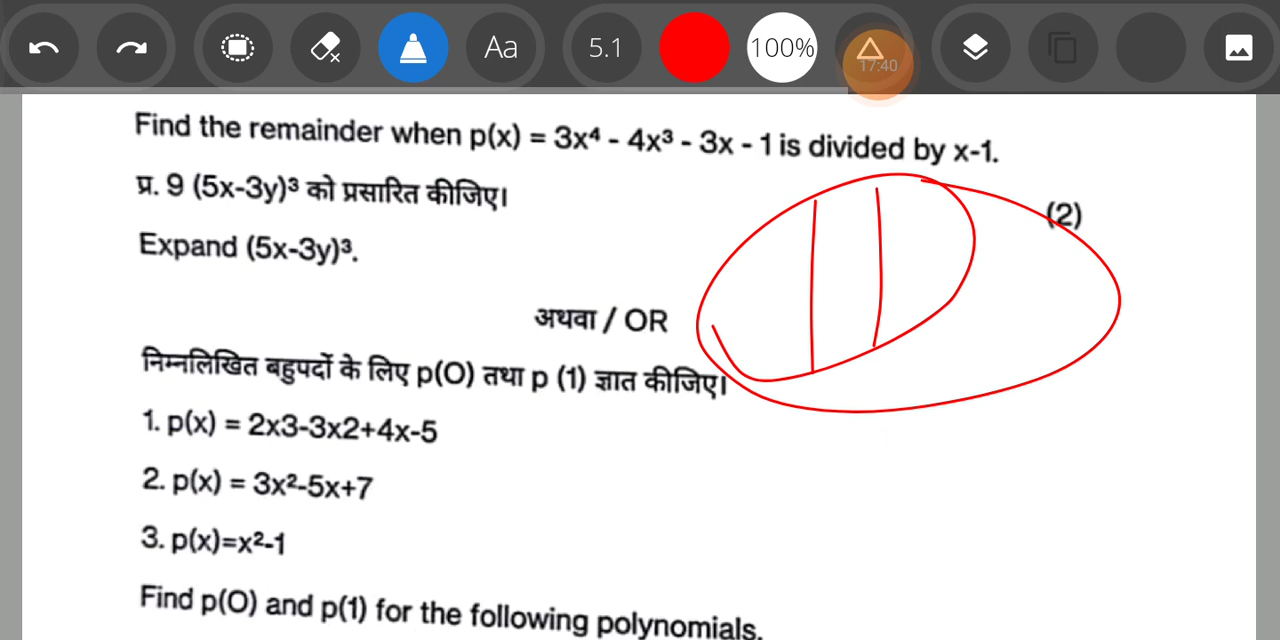 Aa 5.1 100% 17:40
Find the remainder when p(x) = 3x⁴ - 4x³ - 3x - 1 is divided by x-1.
प्र. 9 (5x-3y)³ को प्रसारित कीजिए।
(2)
Expand (5x-3y)³.
अथवा / OR
निम्नलिखित बहुपदों के लिए p(O) तथा p (1) ज्ञात कीजिए।
1. p(x) = 2x3-3x2+4x-5
2. p(x) = 3x²-5x+7
3. p(x)=x²-1
Find p(O) and p(1) for the following polynomials.